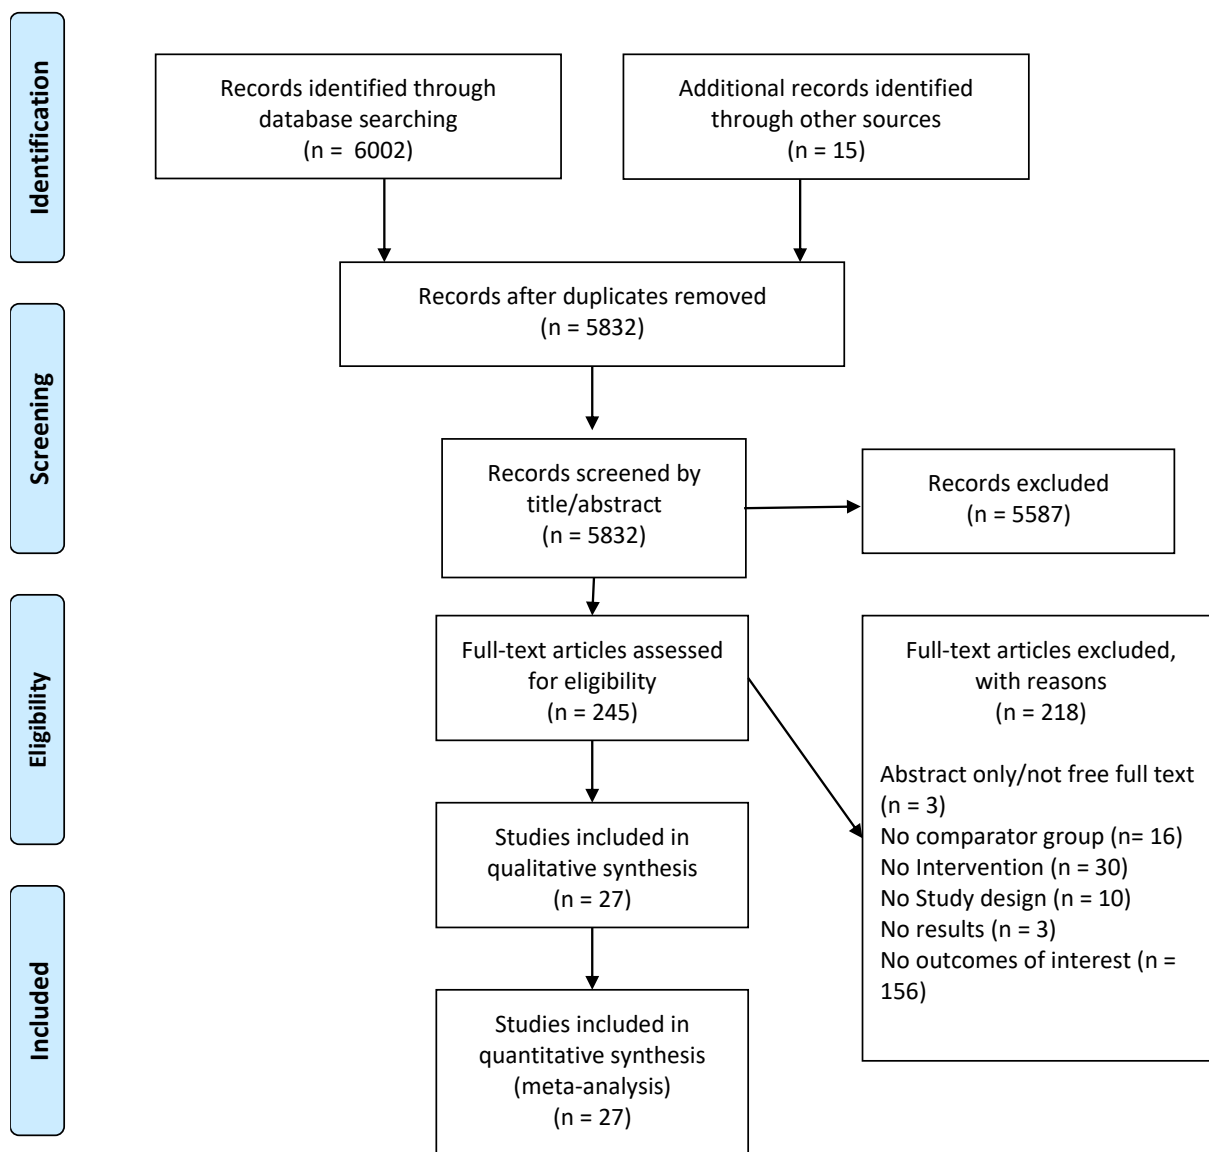 Identification
Records identified through
database searching
(n =  6002)
Additional records identified
through other sources
(n = 15)
Records after duplicates removed
(n = 5832)
Screening
Records screened by
title/abstract
(n = 5832)
Records excluded
(n = 5587)
Eligibility
Full-text articles assessed
for eligibility
(n = 245)
Full-text articles excluded,
with reasons
(n = 218)
Abstract only/not free full text
(n = 3)
No comparator group (n= 16)
No Intervention (n = 30)
No Study design (n = 10)
No results (n = 3)
No outcomes of interest (n =
156)
Studies included in
qualitative synthesis
(n = 27)
Included
Studies included in
quantitative synthesis
(meta-analysis)
(n = 27)